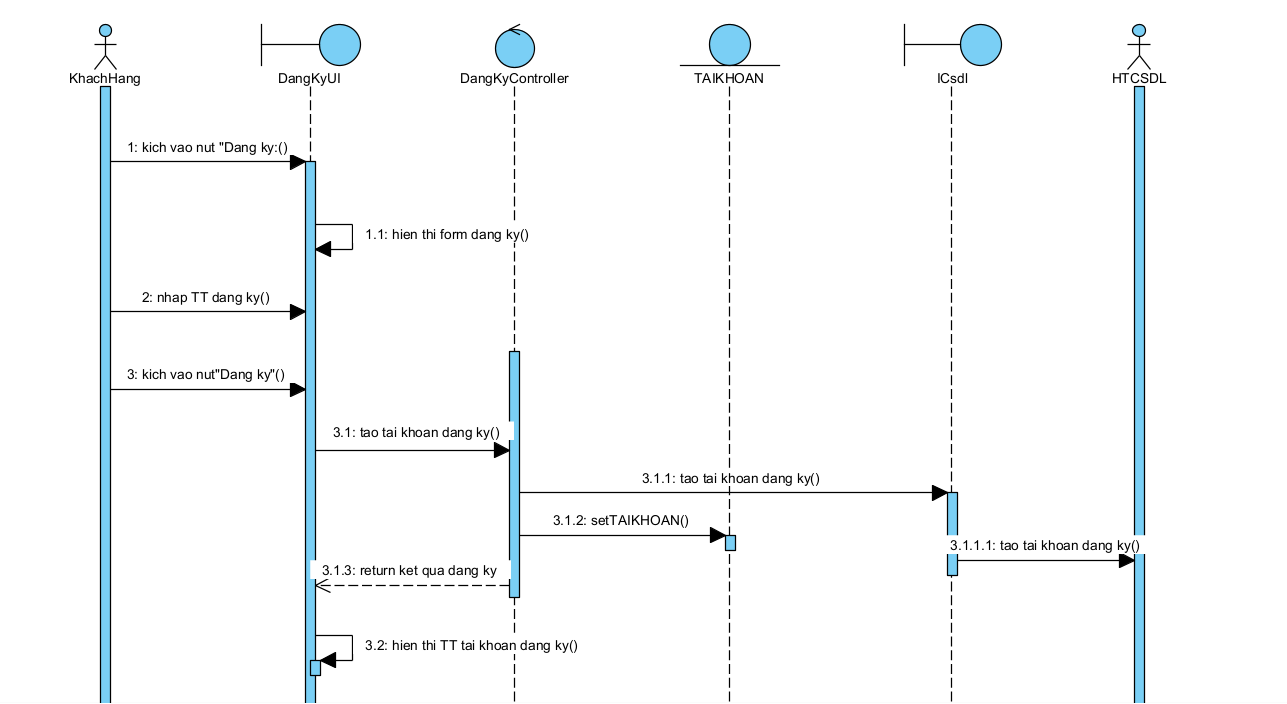 KhachHang
DangKyUI
DangKyController
TAIKHOAN
ICsdl
HTCSDL
1: kich vao nut "Dang ky:()
1.1: hien thi form dang ky()
2: nhap TT dang ky()
3: kich vao nut"Dang ky"()
3.1: tao tai khoan dang ky()
3.1.1: tao tai khoan dang ky()
3.1.2: setTAIKHOAN()
3.1.1.1: tao tai khoan dang ky()
3.1.3: return ket qua dang ky
3.2: hien thi TT tai khoan dang ky()